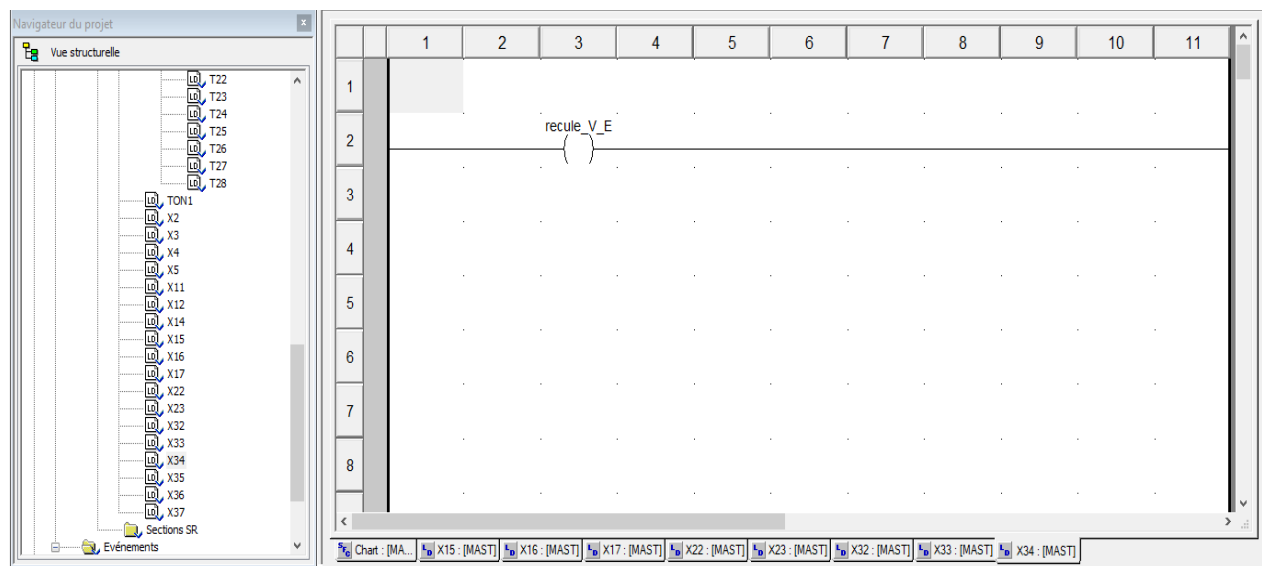 Navigateur du projet
x
Vue structurelle
T22
T23
T24
T25
T26
T27
T28
TON1
X2
X3
X4
X5
X11
X12
X14
X15
X16
X17
X22
X23
X32
X33
X34
X35
X36
X37
Sections SR
Evénements
1 2 3 4 5 6 7 8 9 10 11
1
2
recule_V_E
3
4
5
6
7
8
Chart : [MA... X15 : [MAST] X16 : [MAST] X17 : [MAST] X22 : [MAST] X23 : [MAST] X32 : [MAST] X33 : [MAST] X34 : [MAST]